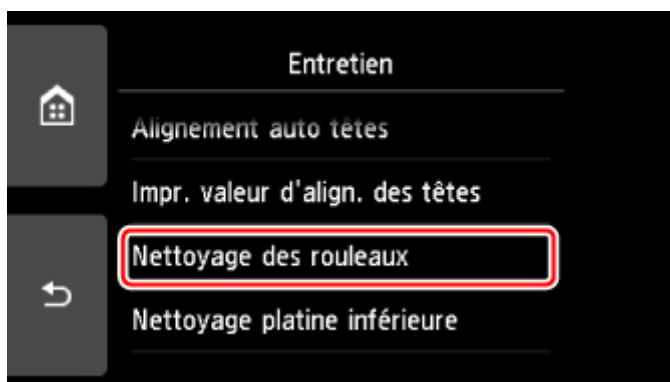 Entretien
Alignement auto têtes
Impr. valeur d'align. des têtes
Nettoyage des rouleaux
Nettoyage platine inférieure